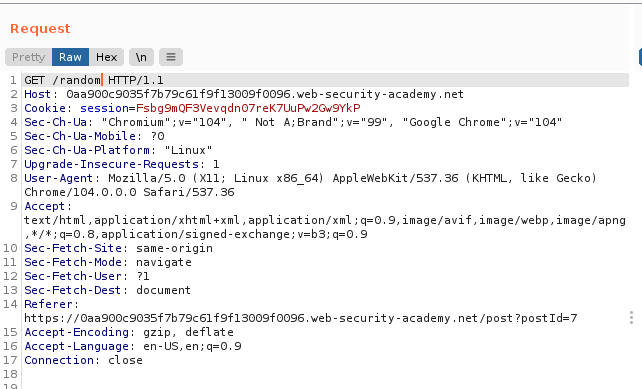 Request
Pretty Raw Hex \n
1 GET /random HTTP/1.1
2 Host: 0aa900c9035f7b79c61f9f13009f0096.web-security-academy.net
3 Cookie: session=Fsbg9mQF3Vevqdn07reK7UuPw2Gw9YkP
4 Sec-Ch-Ua: "Chromium";v="104", " Not A;Brand";v="99", "Google Chrome";v="104"
5 Sec-Ch-Ua-Mobile: ?0
6 Sec-Ch-Ua-Platform: "Linux"
7 Upgrade-Insecure-Requests: 1
8 User-Agent: Mozilla/5.0 (X11; Linux x86_64) AppleWebKit/537.36 (KHTML, like Gecko)
Chrome/104.0.0.0 Safari/537.36
9 Accept:
text/html,application/xhtml+xml,application/xml;q=0.9,image/avif,image/webp,image/apng
,*/*;q=0.8,application/signed-exchange;v=b3;q=0.9
10 Sec-Fetch-Site: same-origin
11 Sec-Fetch-Mode: navigate
12 Sec-Fetch-User: ?1
13 Sec-Fetch-Dest: document
14 Referer:
https://0aa900c9035f7b79c61f9f13009f0096.web-security-academy.net/post?postId=7
15 Accept-Encoding: gzip, deflate
16 Accept-Language: en-US,en;q=0.9
17 Connection: close
18
19